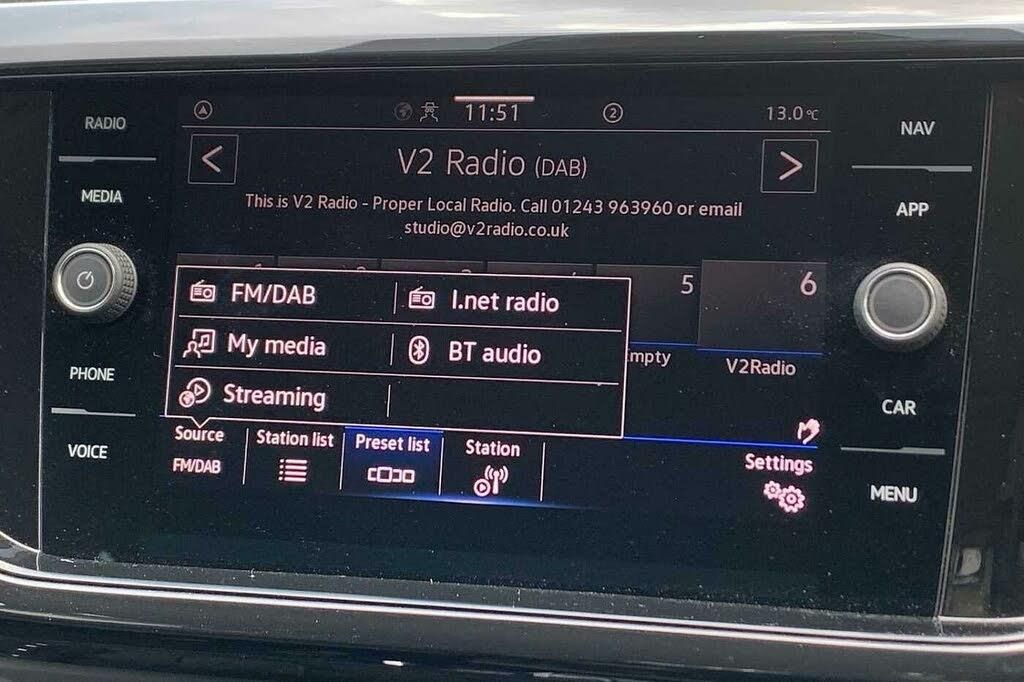 RADIO
MEDIA
PHONE
VOICE
11:51
2
13.0°C
V2 Radio (DAB)
This is V2 Radio - Proper Local Radio. Call 01243 963960 or email
studio@v2radio.co.uk
5
6
V2Radio
FM/DAB
I.net radio
My media
BT audio
Streaming
Source
FM/DAB
Station list
Preset list
Station
Settings
NAV
APP
CAR
MENU